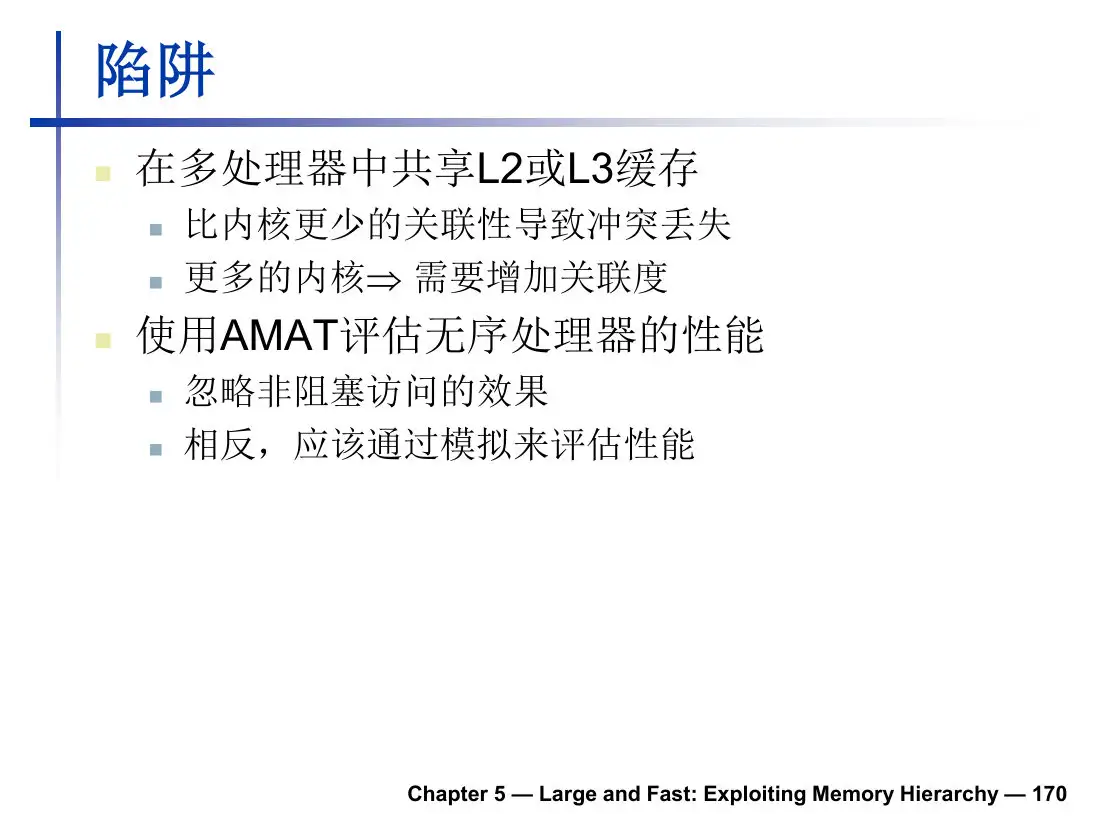 陷阱
在多处理器中共享L2或L3缓存
比内核更少的关联性导致冲突丢失
更多的内核⇒ 需要增加关联度
使用AMAT评估无序处理器的性能
忽略非阻塞访问的效果
相反，应该通过模拟来评估性能
Chapter 5 — Large and Fast: Exploiting Memory Hierarchy — 170